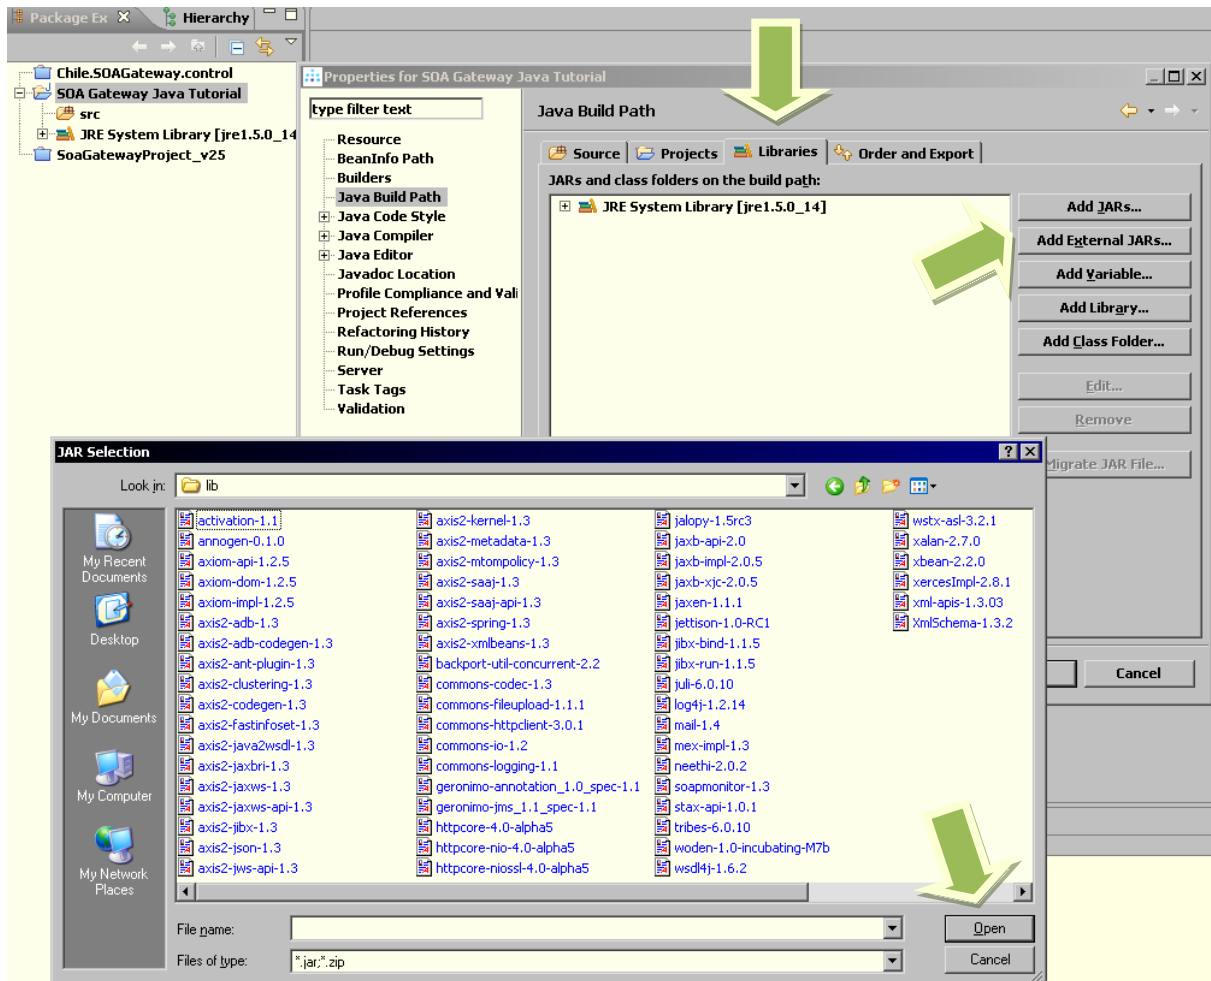 Package Ex
Hierarchy
Chile.SOAGateway.control
SOA Gateway Java Tutorial
src
JRE System Library [jre1.5.0_14
SoaGatewayProject_v25
Properties for SOA Gateway Java Tutorial
type filter text
Resource
BeanInfo Path
Builders
Java Build Path
Java Code Style
Java Compiler
Java Editor
Javadoc Location
Profile Compliance and Vali
Project References
Refactoring History
Run/Debug Settings
Server
Task Tags
Validation
Java Build Path
Source
Projects
Libraries
Order and Export
JARs and class folders on the build path:
JRE System Library [jre1.5.0_14]
Add JARs...
Add External JARs...
Add Variable...
Add Library...
Add Class Folder...
Edit...
Remove
Migrate JAR File...
Cancel
JAR Selection
Look in:
lib
My Recent
Documents
Desktop
My Documents
My Computer
My Network
Places
activation-1.1
annogen-0.1.0
axiom-api-1.2.5
axiom-dom-1.2.5
axiom-impl-1.2.5
axis2-adb-1.3
axis2-adb-codegen-1.3
axis2-ant-plugin-1.3
axis2-clustering-1.3
axis2-codegen-1.3
axis2-fastinfoset-1.3
axis2-java2wsdl-1.3
axis2-jaxbri-1.3
axis2-jaxws-1.3
axis2-jaxws-api-1.3
axis2-jibx-1.3
axis2-json-1.3
axis2-jws-api-1.3
axis2-kernel-1.3
axis2-metadata-1.3
axis2-mtompolicy-1.3
axis2-saaj-1.3
axis2-saaj-api-1.3
axis2-spring-1.3
axis2-xmlbeans-1.3
backport-util-concurrent-2.2
commons-codec-1.3
commons-fileupload-1.1.1
commons-httpclient-3.0.1
commons-io-1.2
commons-logging-1.1
geronimo-annotation_1.0_spec-1.1
geronimo-jms_1.1_spec-1.1
httpcore-4.0-alpha5
httpcore-nio-4.0-alpha5
httpcore-niossl-4.0-alpha5
jalopy-1.5rc3
jaxb-api-2.0
jaxb-impl-2.0.5
jaxb-xjc-2.0.5
jaxen-1.1.1
jettison-1.0-RC1
jibx-bind-1.1.5
jibx-run-1.1.5
juli-6.0.10
log4j-1.2.14
mail-1.4
mex-impl-1.3
neethi-2.0.2
soapmonitor-1.3
stax-api-1.0.1
tribes-6.0.10
woden-1.0-incubating-M7b
wsdl4j-1.6.2
wstx-asl-3.2.1
xalan-2.7.0
xbean-2.2.0
xercesImpl-2.8.1
xml-apis-1.3.03
XmlSchema-1.3.2
File name:
Open
Files of type:
*.jar;*.zip
Cancel